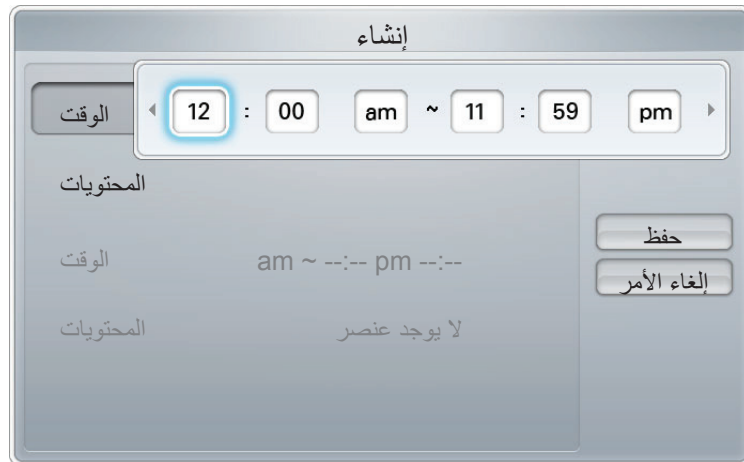 إنشاء
الوقت 12 : 00 am ~ 11 : 59 pm
المحتويات
الوقت am ~ --:-- pm --:--
المحتويات لا يوجد عنصر
حفظ
إلغاء الأمر